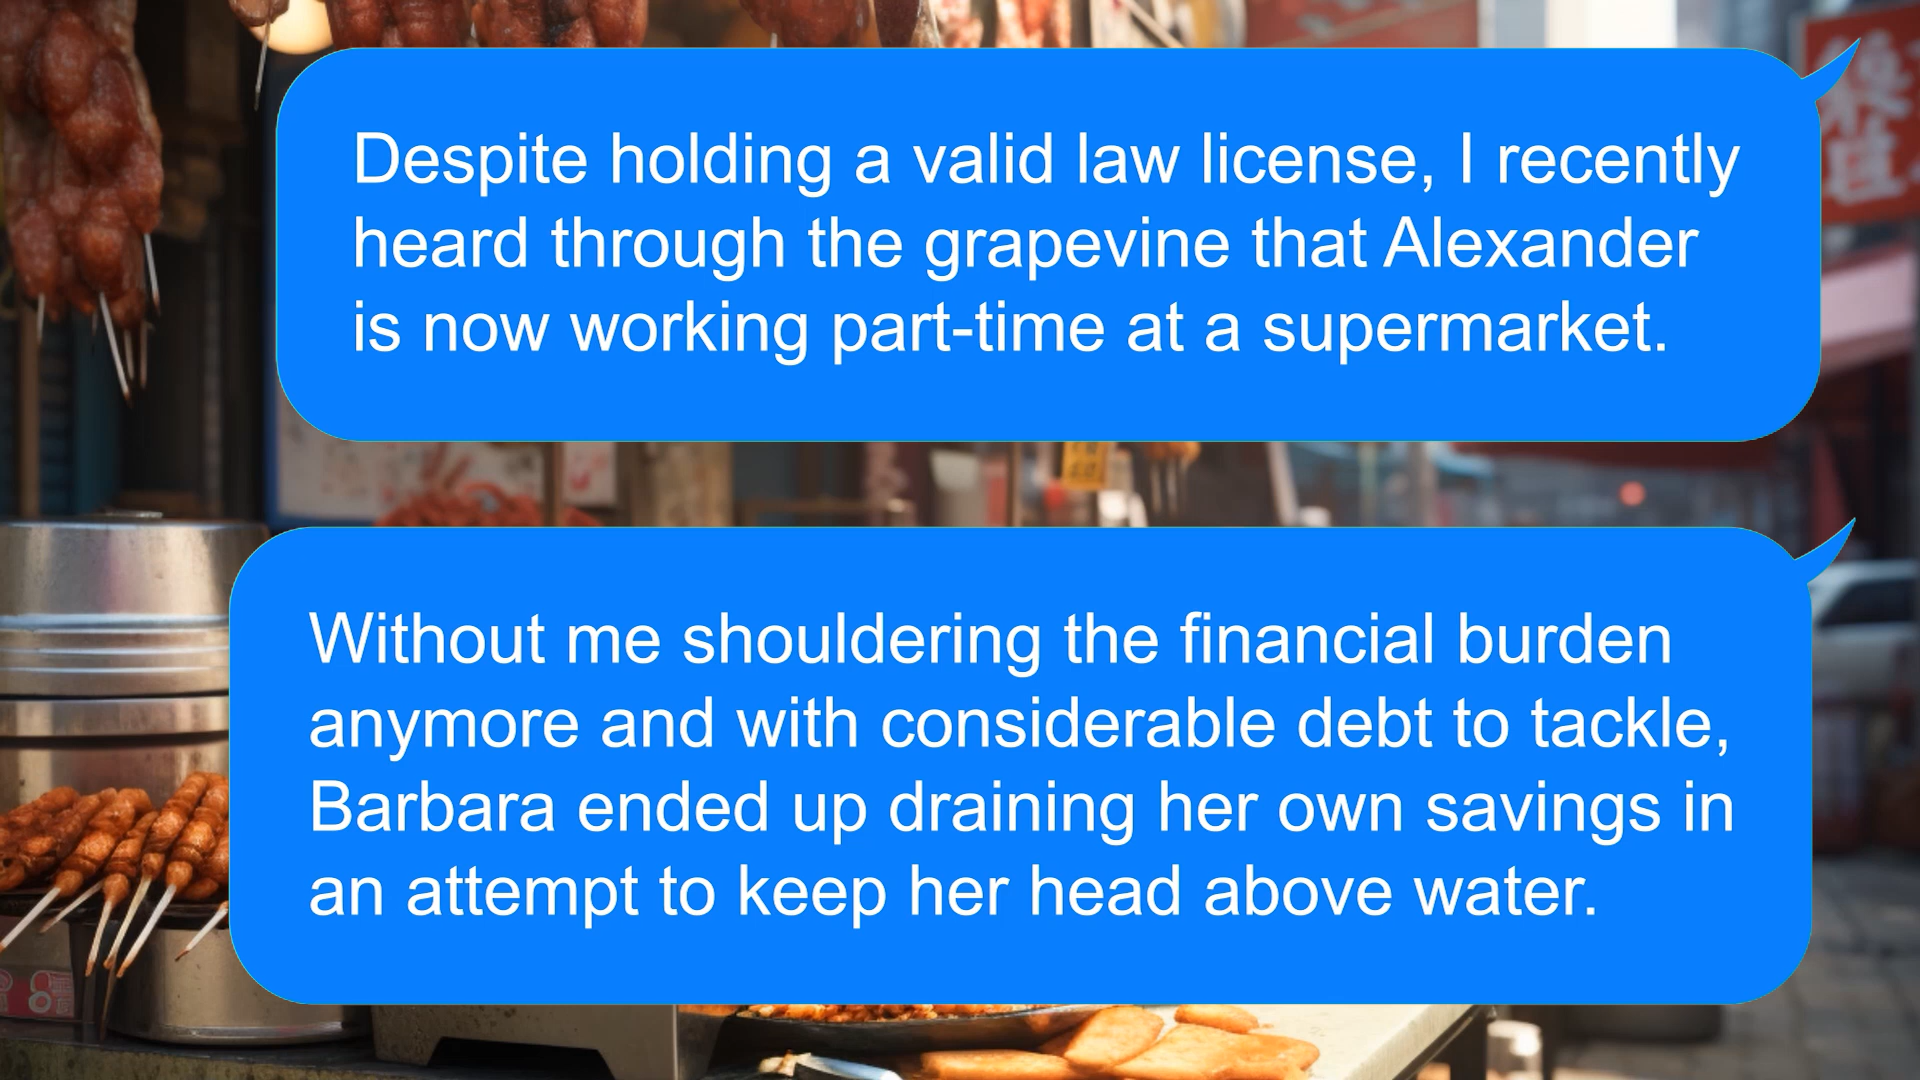 Despite holding a valid law license, I recently
heard through the grapevine that Alexander
is now working part-time at a supermarket.
Without me shouldering the financial burden
anymore and with considerable debt to tackle,
Barbara ended up draining her own savings in
an attempt to keep her head above water.